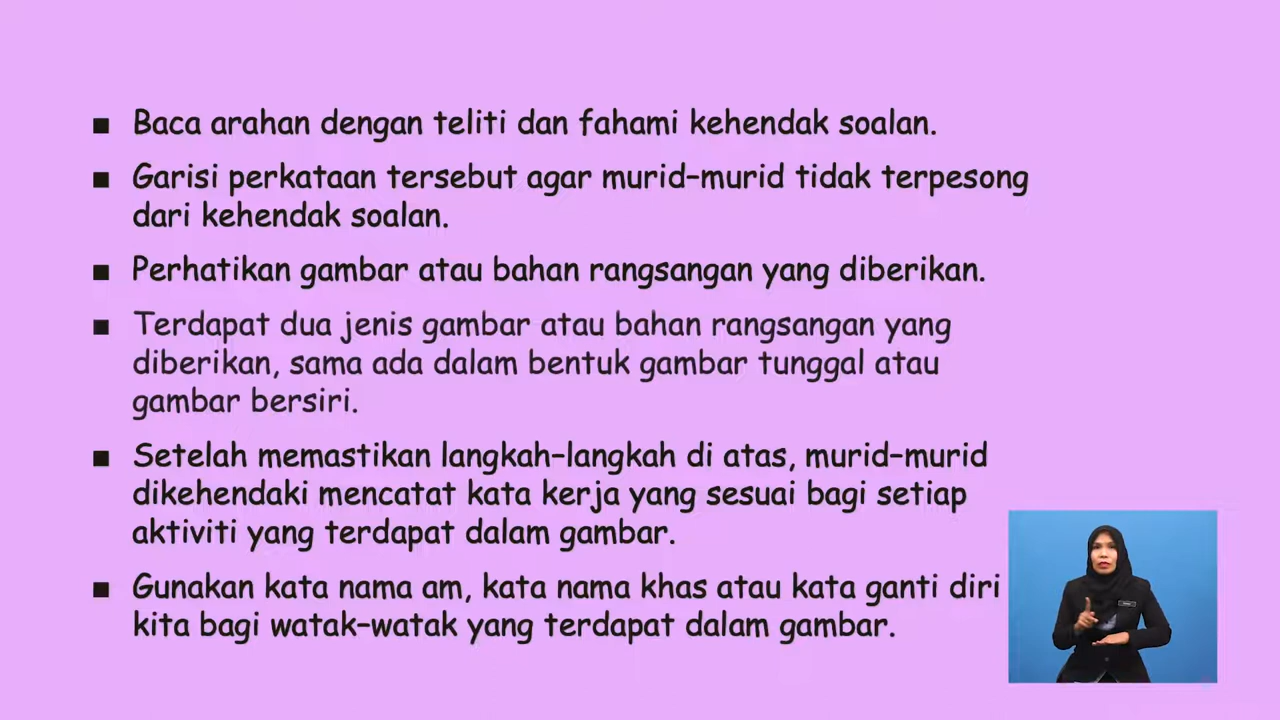 ▪ Baca arahan dengan teliti dan fahami kehendak soalan.
▪ Garisi perkataan tersebut agar murid–murid tidak terpesong
dari kehendak soalan.
▪ Perhatikan gambar atau bahan rangsangan yang diberikan.
▪ Terdapat dua jenis gambar atau bahan rangsangan yang
diberikan, sama ada dalam bentuk gambar tunggal atau
gambar bersiri.
▪ Setelah memastikan langkah–langkah di atas, murid–murid
dikehendaki mencatat kata kerja yang sesuai bagi setiap
aktiviti yang terdapat dalam gambar.
▪ Gunakan kata nama am, kata nama khas atau kata ganti diri
kita bagi watak–watak yang terdapat dalam gambar.